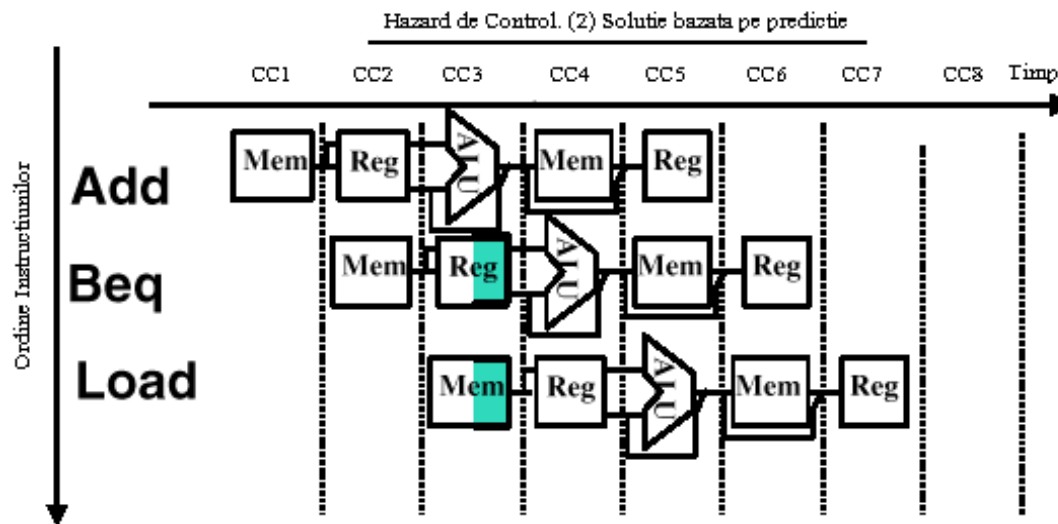 Hazard de Control. (2) Solutie bazata pe predictie
CC1 CC2 CC3 CC4 CC5 CC6 CC7 CC8 Timp
Ordine Instructiunilor
Add Mem Reg ALU Mem Reg
Beq Mem Reg ALU Mem Reg
Load Mem Reg ALU Mem Reg